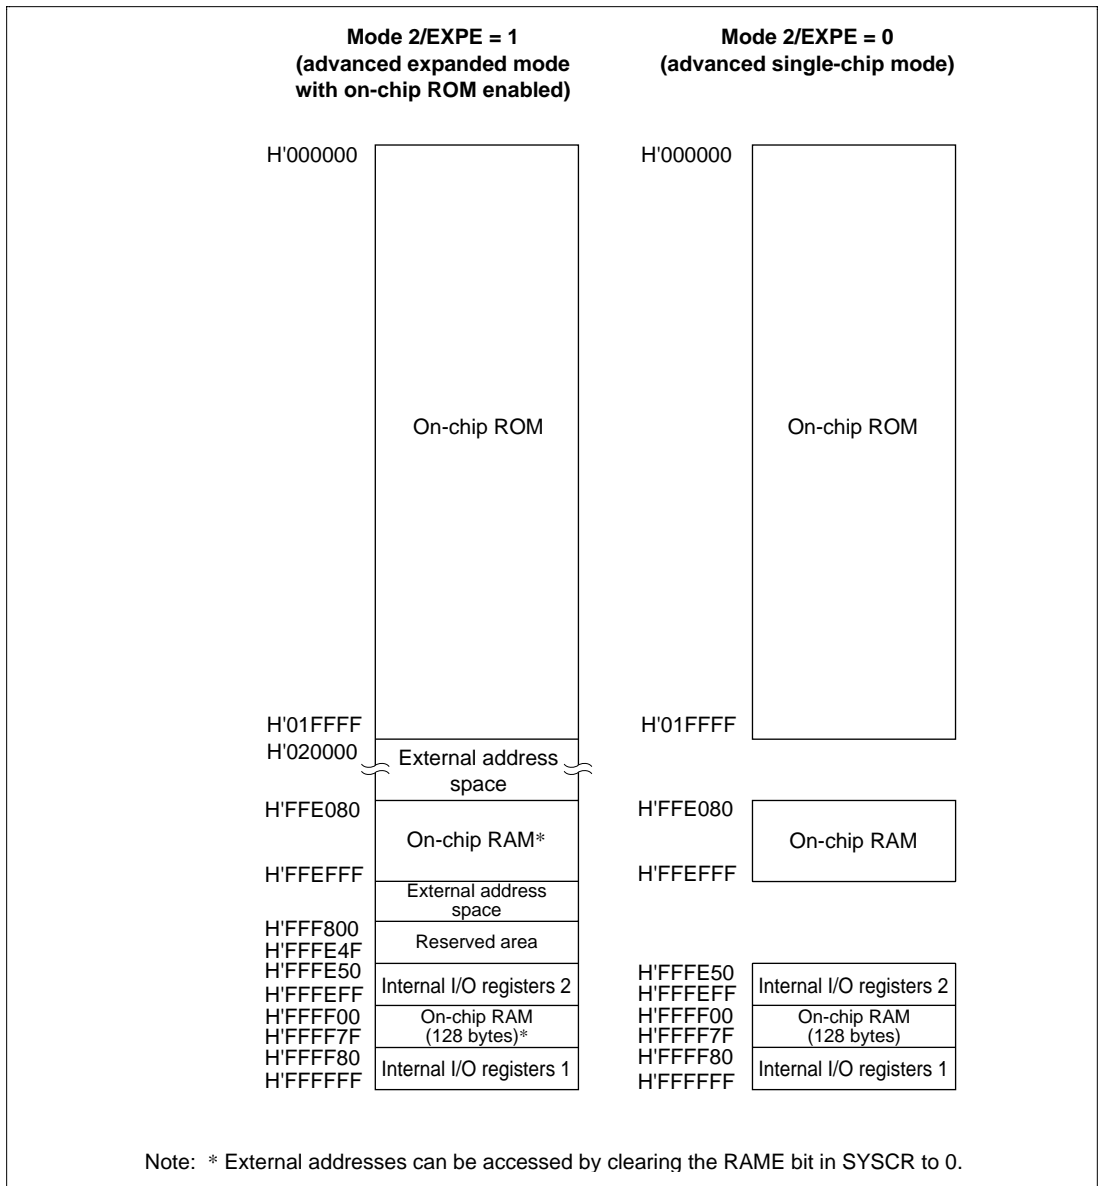 Mode 2/EXPE = 1
(advanced expanded mode
with on-chip ROM enabled)
H'000000
On-chip ROM
H'01FFFF
H'020000
External address
space
H'FFE080
On-chip RAM*
H'FFEFFF
External address
space
H'FFF800
Reserved area
H'FFFE4F
H'FFFE50
Internal I/O registers 2
H'FFFEFF
H'FFFF00
On-chip RAM
(128 bytes)*
H'FFFF7F
H'FFFF80
Internal I/O registers 1
H'FFFFFF
Mode 2/EXPE = 0
(advanced single-chip mode)
H'000000
On-chip ROM
H'01FFFF
H'FFE080
On-chip RAM
H'FFEFFF
H'FFFE50
Internal I/O registers 2
H'FFFEFF
H'FFFF00
On-chip RAM
(128 bytes)
H'FFFF7F
H'FFFF80
Internal I/O registers 1
H'FFFFFF
Note: * External addresses can be accessed by clearing the RAME bit in SYSCR to 0.